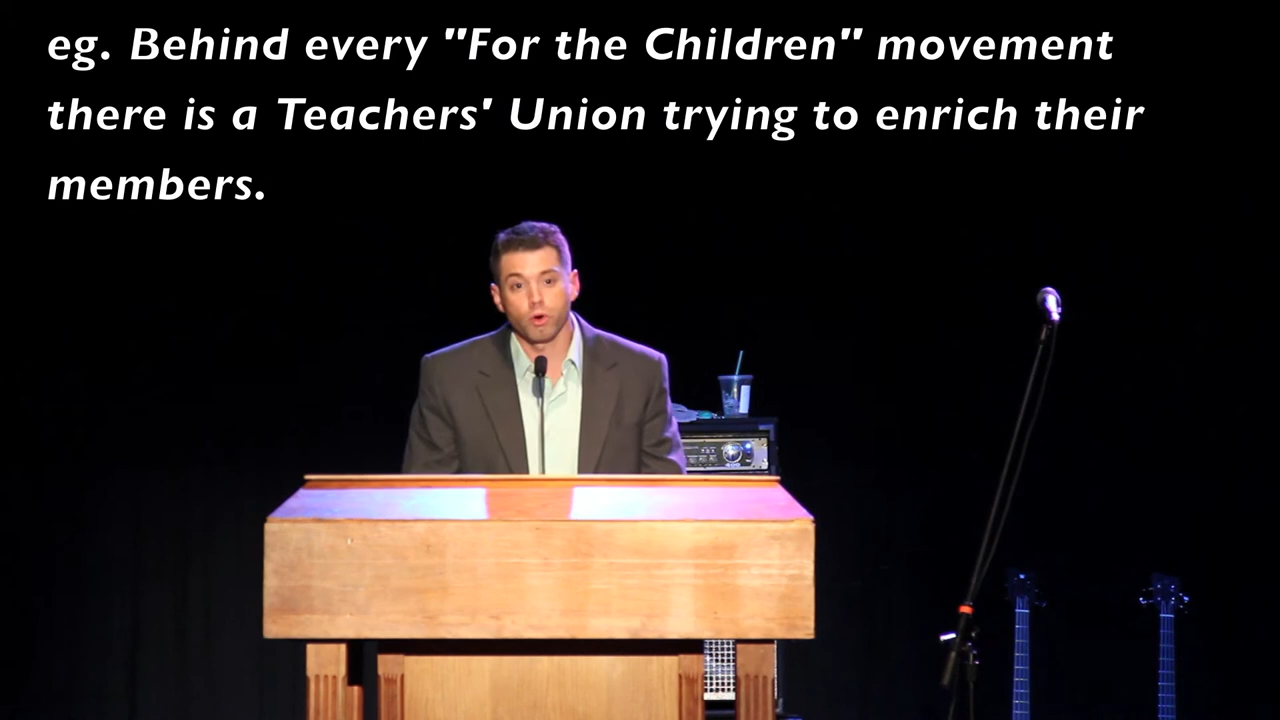 eg. Behind every "For the Children" movement
there is a Teachers' Union trying to enrich their
members.